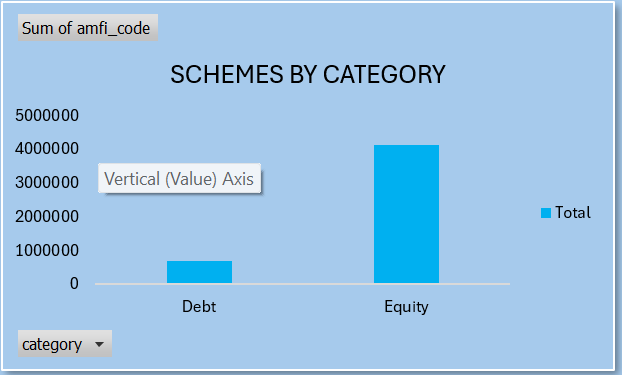 Sum of amfi_code
SCHEMES BY CATEGORY
5000000
4000000
3000000
2000000
1000000
0
Vertical (Value) Axis
Debt
Equity
Total
category